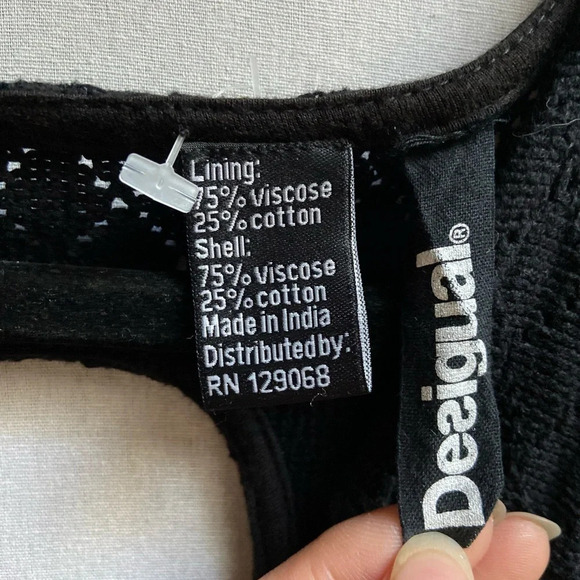 Lining:
75% viscose
25% cotton
Shell:
75% viscose
25% cotton
Made in India
Distributed by:
RN 129068
Desigual®